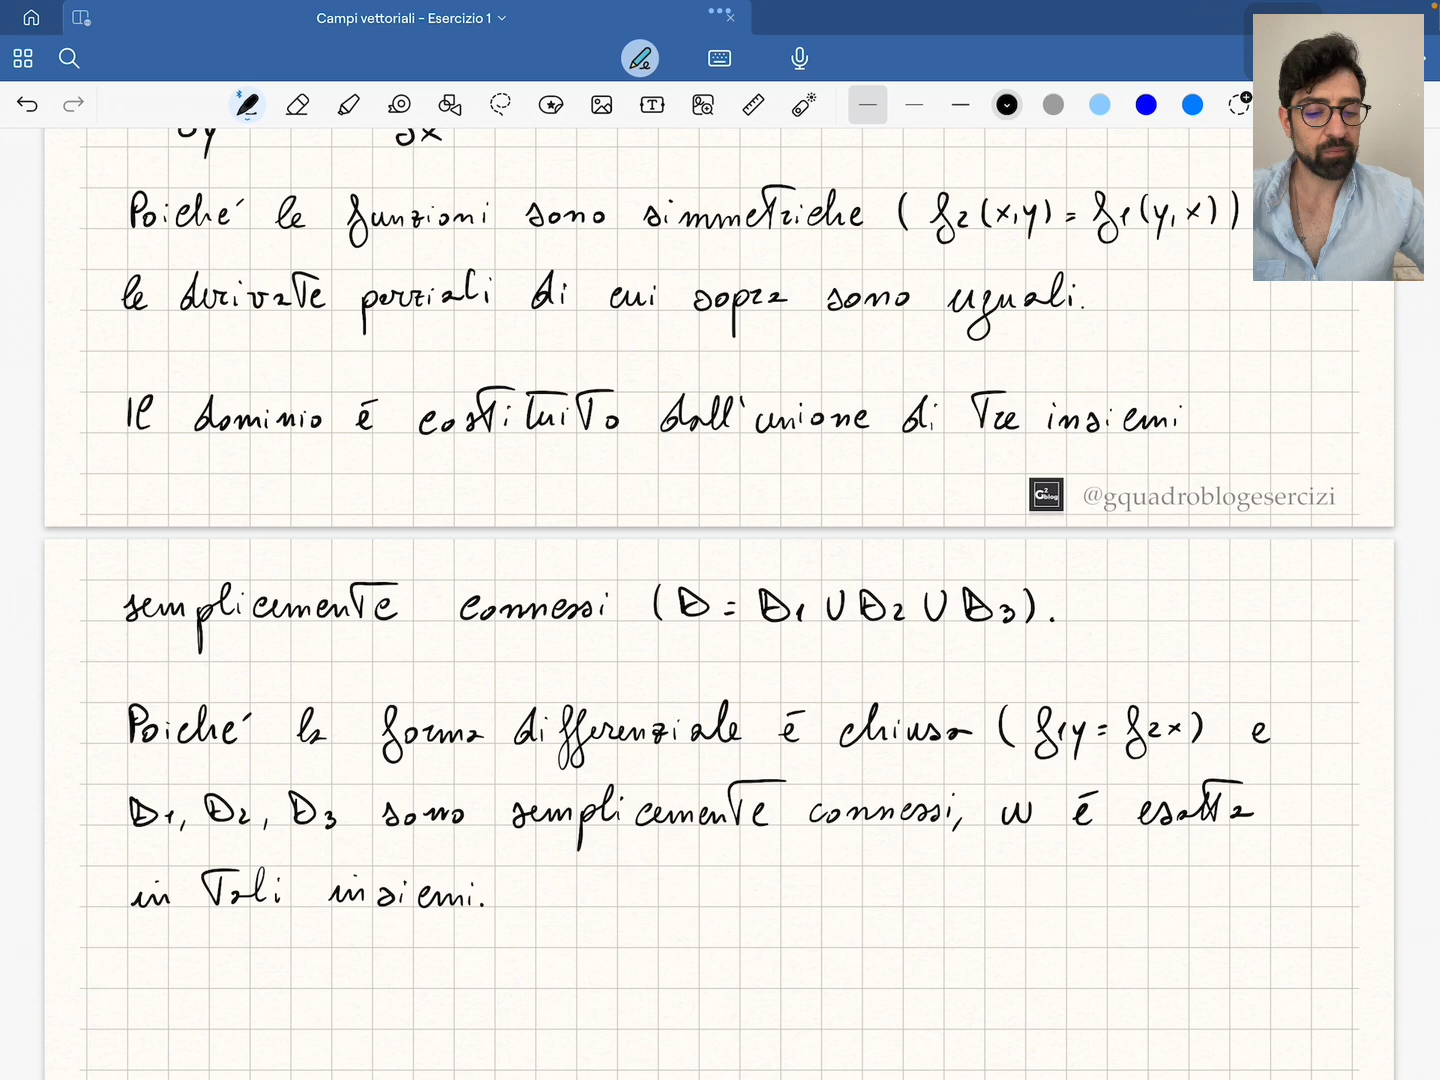 Campi vettoriali - Esercizio 1
∂y ∂x
Poiché le funzioni sono simmetriche ( f2(x,y) = f1(y,x))
le derivate parziali di cui sopra sono uguali.
Il dominio è costituito dall'unione di tre insiemi
G2 blog @gquadroblogesercizi
semplicemente connessi (D = D1 ∪ D2 ∪ D3).
Poiché la forma differenziale è chiusa ( f1y = f2x) e
D1, D2, D3 sono semplicemente connessi, ω è esatta
in tali insiemi.